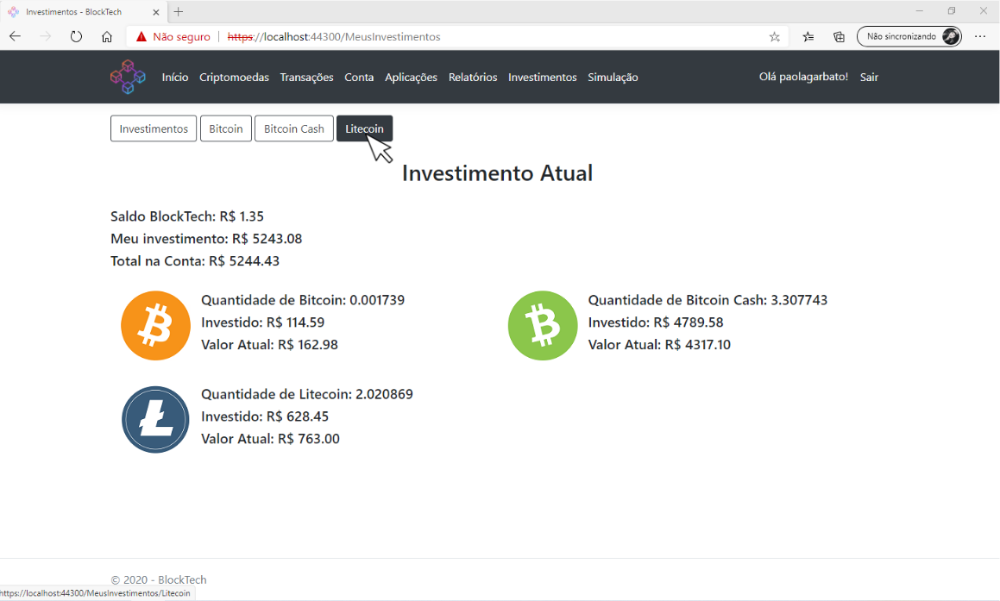 Investimentos - BlockTech
Não seguro | https://localhost:44300/MeusInvestimentos
Não sincronizando
Início Criptomoedas Transações Conta Aplicações Relatórios Investimentos Simulação Olá paolagarbato! Sair
Investimentos Bitcoin Bitcoin Cash Litecoin
Investimento Atual
Saldo BlockTech: R$ 1.35
Meu investimento: R$ 5243.08
Total na Conta: R$ 5244.43
Quantidade de Bitcoin: 0.001739
Investido: R$ 114.59
Valor Atual: R$ 162.98
Quantidade de Bitcoin Cash: 3.307743
Investido: R$ 4789.58
Valor Atual: R$ 4317.10
Quantidade de Litecoin: 2.020869
Investido: R$ 628.45
Valor Atual: R$ 763.00
© 2020 - BlockTech
https://localhost:44300/MeusInvestimentos/Litecoin